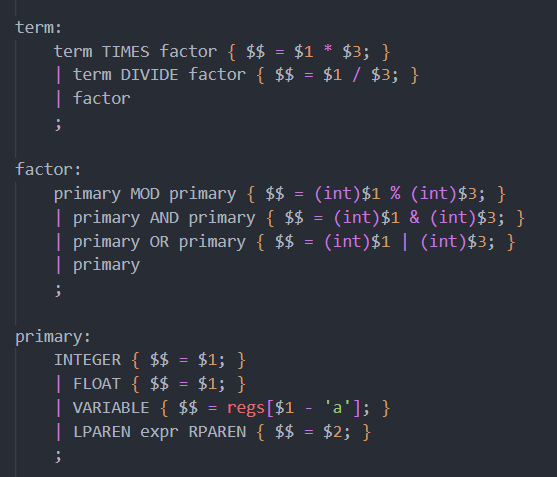 term:
    term TIMES factor { $$ = $1 * $3; }
    | term DIVIDE factor { $$ = $1 / $3; }
    | factor
    ;
factor:
    primary MOD primary { $$ = (int)$1 % (int)$3; }
    | primary AND primary { $$ = (int)$1 & (int)$3; }
    | primary OR primary { $$ = (int)$1 | (int)$3; }
    | primary
    ;
primary:
    INTEGER { $$ = $1; }
    | FLOAT { $$ = $1; }
    | VARIABLE { $$ = regs[$1 - 'a']; }
    | LPAREN expr RPAREN { $$ = $2; }
    ;